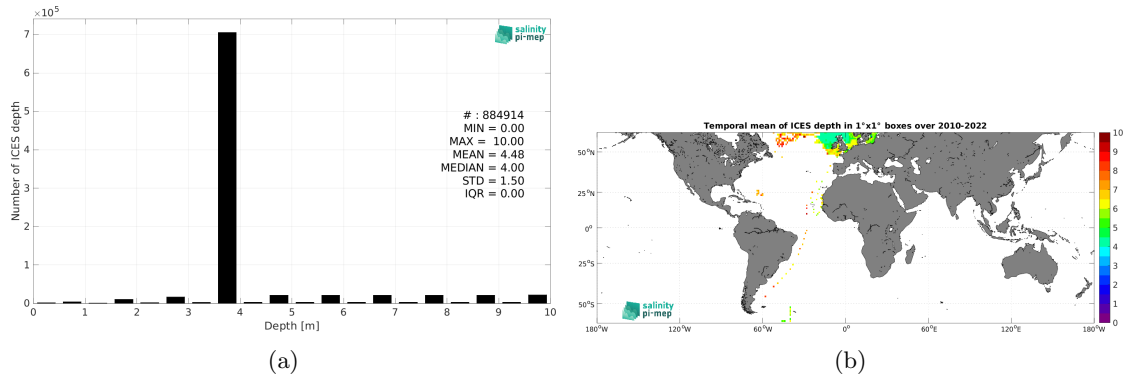 ×10⁵
7
6
5
4
3
2
1
0
Number of ICES depth
salinity
pi-mep
# : 884914
MIN = 0.00
MAX = 10.00
MEAN = 4.48
MEDIAN = 4.00
STD = 1.50
IQR = 0.00
0 1 2 3 4 5 6 7 8 9 10
Depth [m]
(a)
Temporal mean of ICES depth in 1°x1° boxes over 2010-2022
50°N
25°N
0°
25°S
50°S
salinity
pi-mep
180°W 120°W 60°W 0°E 60°E 120°E 180°E
10
9
8
7
6
5
4
3
2
1
0
(b)